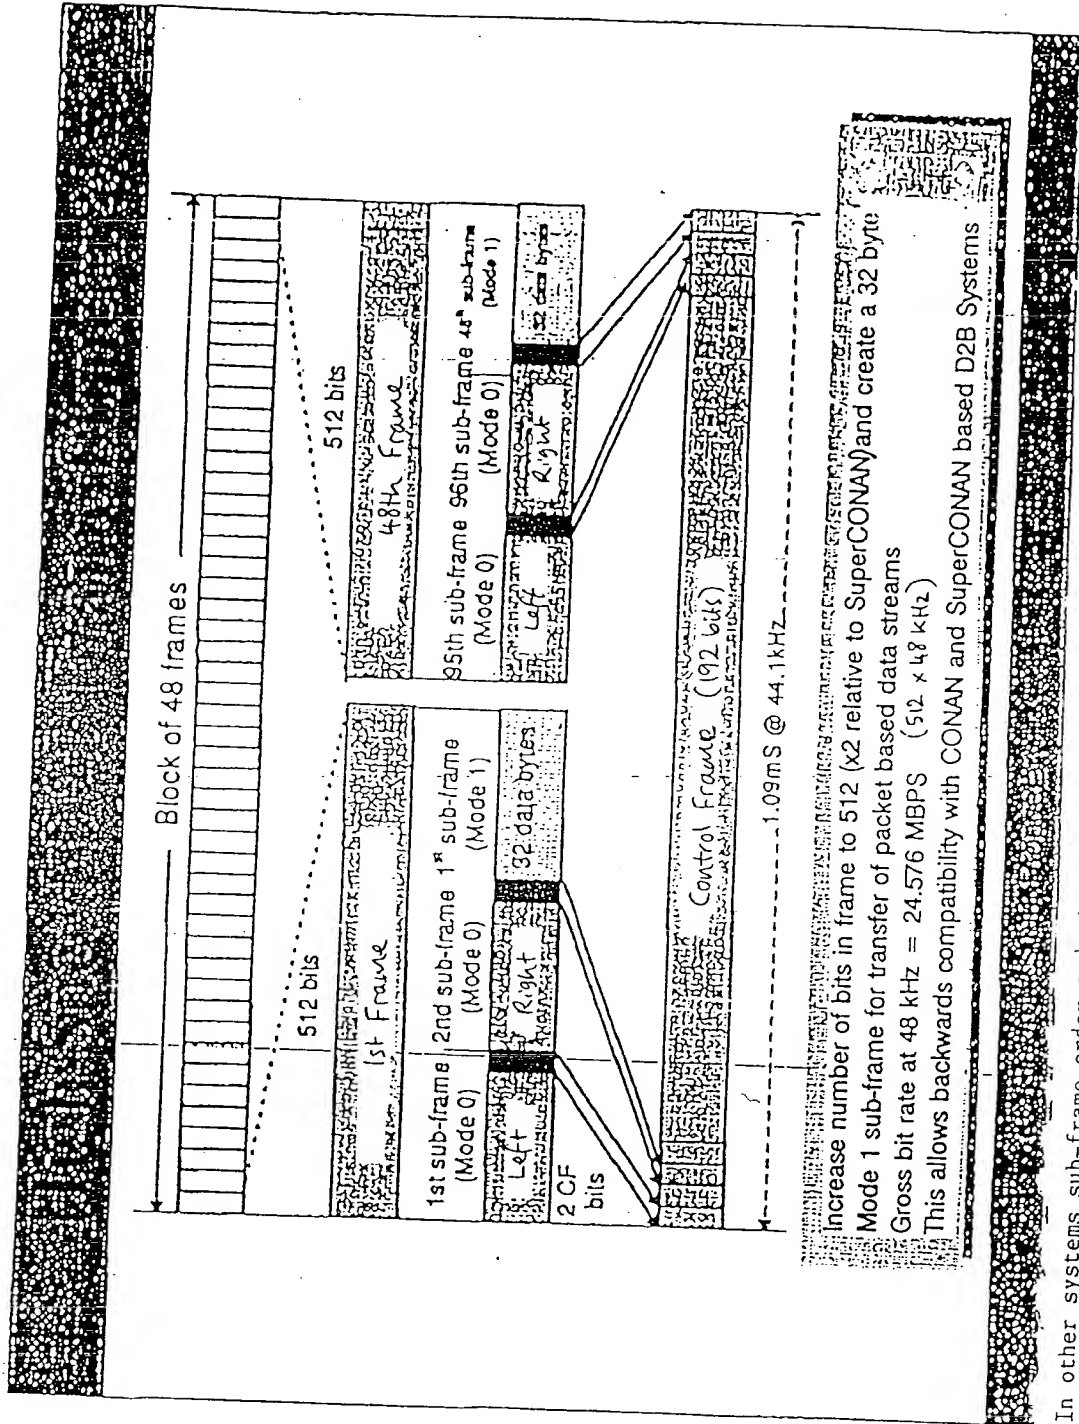 Block of 48 frames
512 bits
512 bits
1st Frame
48th Frame
1st sub-frame 2nd sub-frame 1st sub-frame
(Mode 0) (Mode 0) (Mode 1)
95th sub-frame 96th sub-frame 48th sub-frame
(Mode 0) (Mode 0) (Mode 1)
Left Right 32 data bytes
Left Right 32 bytes
2 CF
bits
Control Frame (192 bits)
1.09mS @ 44.1kHz
Increase number of bits in frame to 512 (x2 relative to SuperCONAN) and create a 32 byte
Mode 1 sub-frame for transfer of packet based data streams
Gross bit rate at 48 kHz = 24.576 MBPS (512 x 48 kHz)
This allows backwards compatibility with CONAN and SuperCONAN based D2B Systems
In other systems sub-frame orders